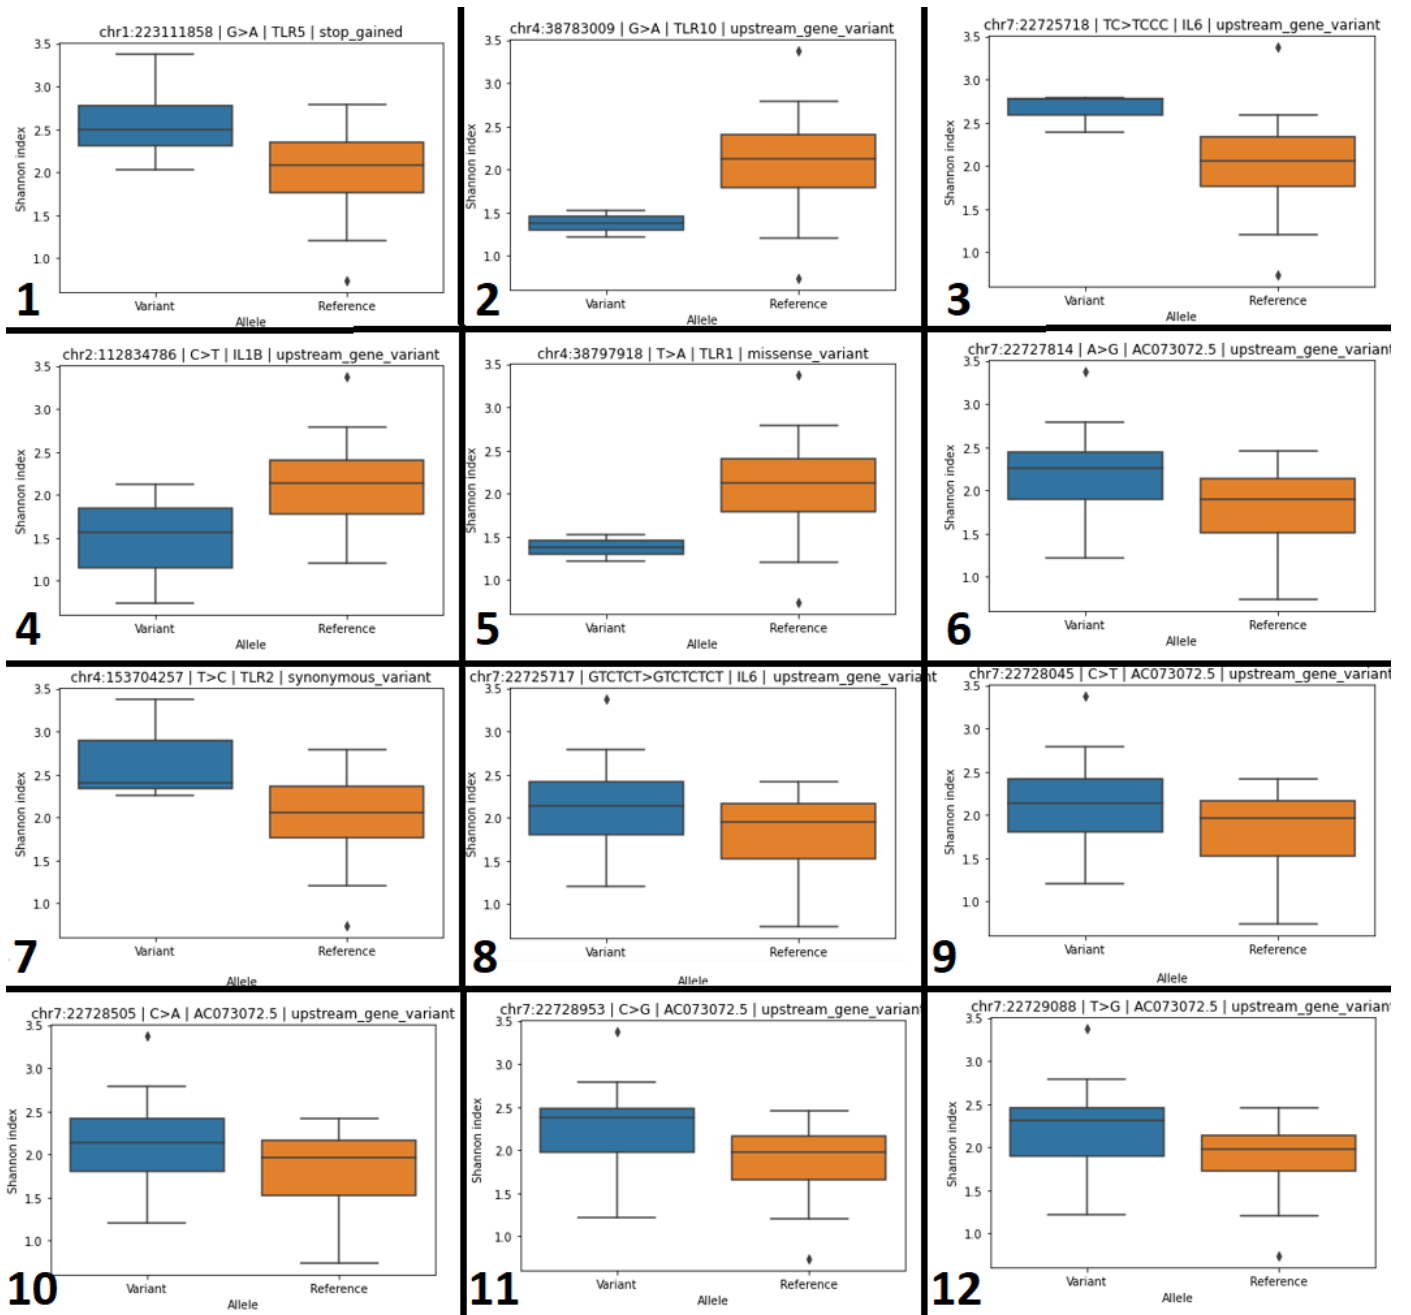 chr1:223111858 | G>A | TLR5 | stop_gained
3.5
3.0
2.5
2.0
1.5
1.0
Shannon index
Variant
Reference
Allele
1
chr4:38783009 | G>A | TLR10 | upstream_gene_variant
3.5
3.0
2.5
2.0
1.5
1.0
Shannon index
Variant
Reference
Allele
2
chr7:22725718 | TC>TCCC | IL6 | upstream_gene_variant
3.5
3.0
2.5
2.0
1.5
1.0
Shannon index
Variant
Reference
Allele
3
chr2:112834786 | C>T | IL1B | upstream_gene_variant
3.5
3.0
2.5
2.0
1.5
1.0
Shannon index
Variant
Reference
Allele
4
chr4:38797918 | T>A | TLR1 | missense_variant
3.5
3.0
2.5
2.0
1.5
1.0
Shannon index
Variant
Reference
Allele
5
chr7:22727814 | A>G | AC073072.5 | upstream_gene_variant
3.5
3.0
2.5
2.0
1.5
1.0
Shannon index
Variant
Reference
Allele
6
chr4:153704257 | T>C | TLR2 | synonymous_variant
3.5
3.0
2.5
2.0
1.5
1.0
Shannon index
Variant
Reference
Allele
7
chr7:22725717 | GTCTCT>GTCTCTCT | IL6 | upstream_gene_variant
3.5
3.0
2.5
2.0
1.5
1.0
Shannon index
Variant
Reference
Allele
8
chr7:22728045 | C>T | AC073072.5 | upstream_gene_variant
3.5
3.0
2.5
2.0
1.5
1.0
Shannon index
Variant
Reference
Allele
9
chr7:22728505 | C>A | AC073072.5 | upstream_gene_variant
3.5
3.0
2.5
2.0
1.5
1.0
Shannon index
Variant
Reference
Allele
10
chr7:22728953 | C>G | AC073072.5 | upstream_gene_variant
3.5
3.0
2.5
2.0
1.5
1.0
Shannon index
Variant
Reference
Allele
11
chr7:22729088 | T>G | AC073072.5 | upstream_gene_variant
3.5
3.0
2.5
2.0
1.5
1.0
Shannon index
Variant
Reference
Allele
12